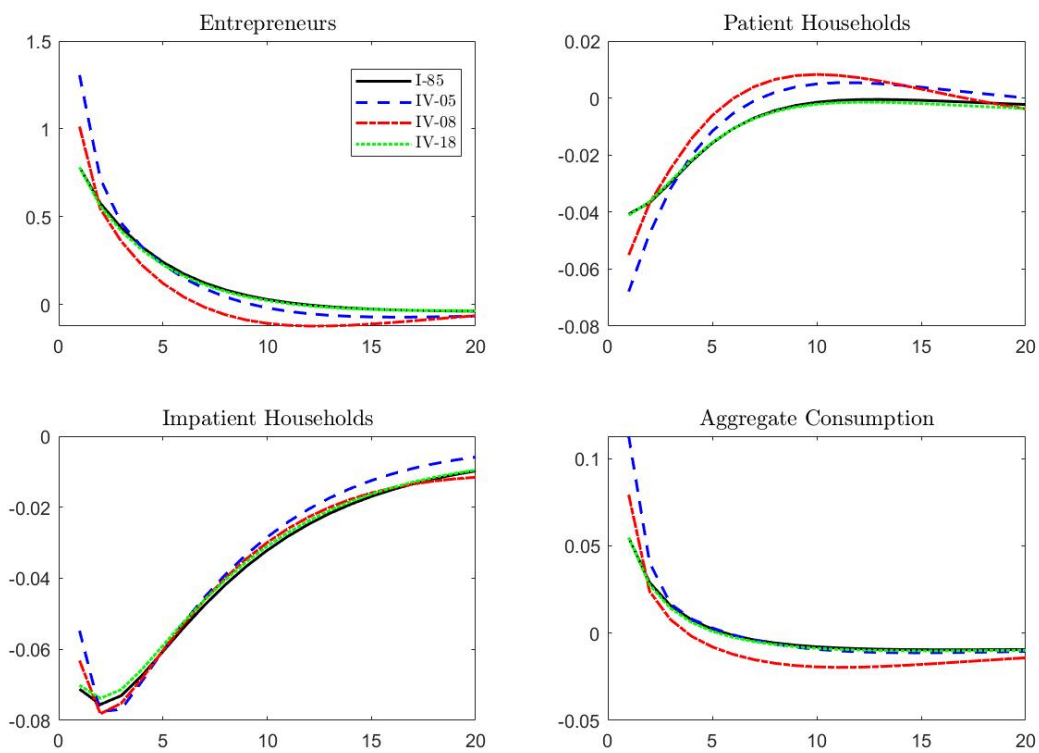 Entrepreneurs
1.5
1
0.5
0
0 5 10 15 20
I-85
IV-05
IV-08
IV-18
Patient Households
0.02
0
-0.02
-0.04
-0.06
-0.08
0 5 10 15 20
Impatient Households
0
-0.02
-0.04
-0.06
-0.08
0 5 10 15 20
Aggregate Consumption
0.1
0.05
0
-0.05
0 5 10 15 20